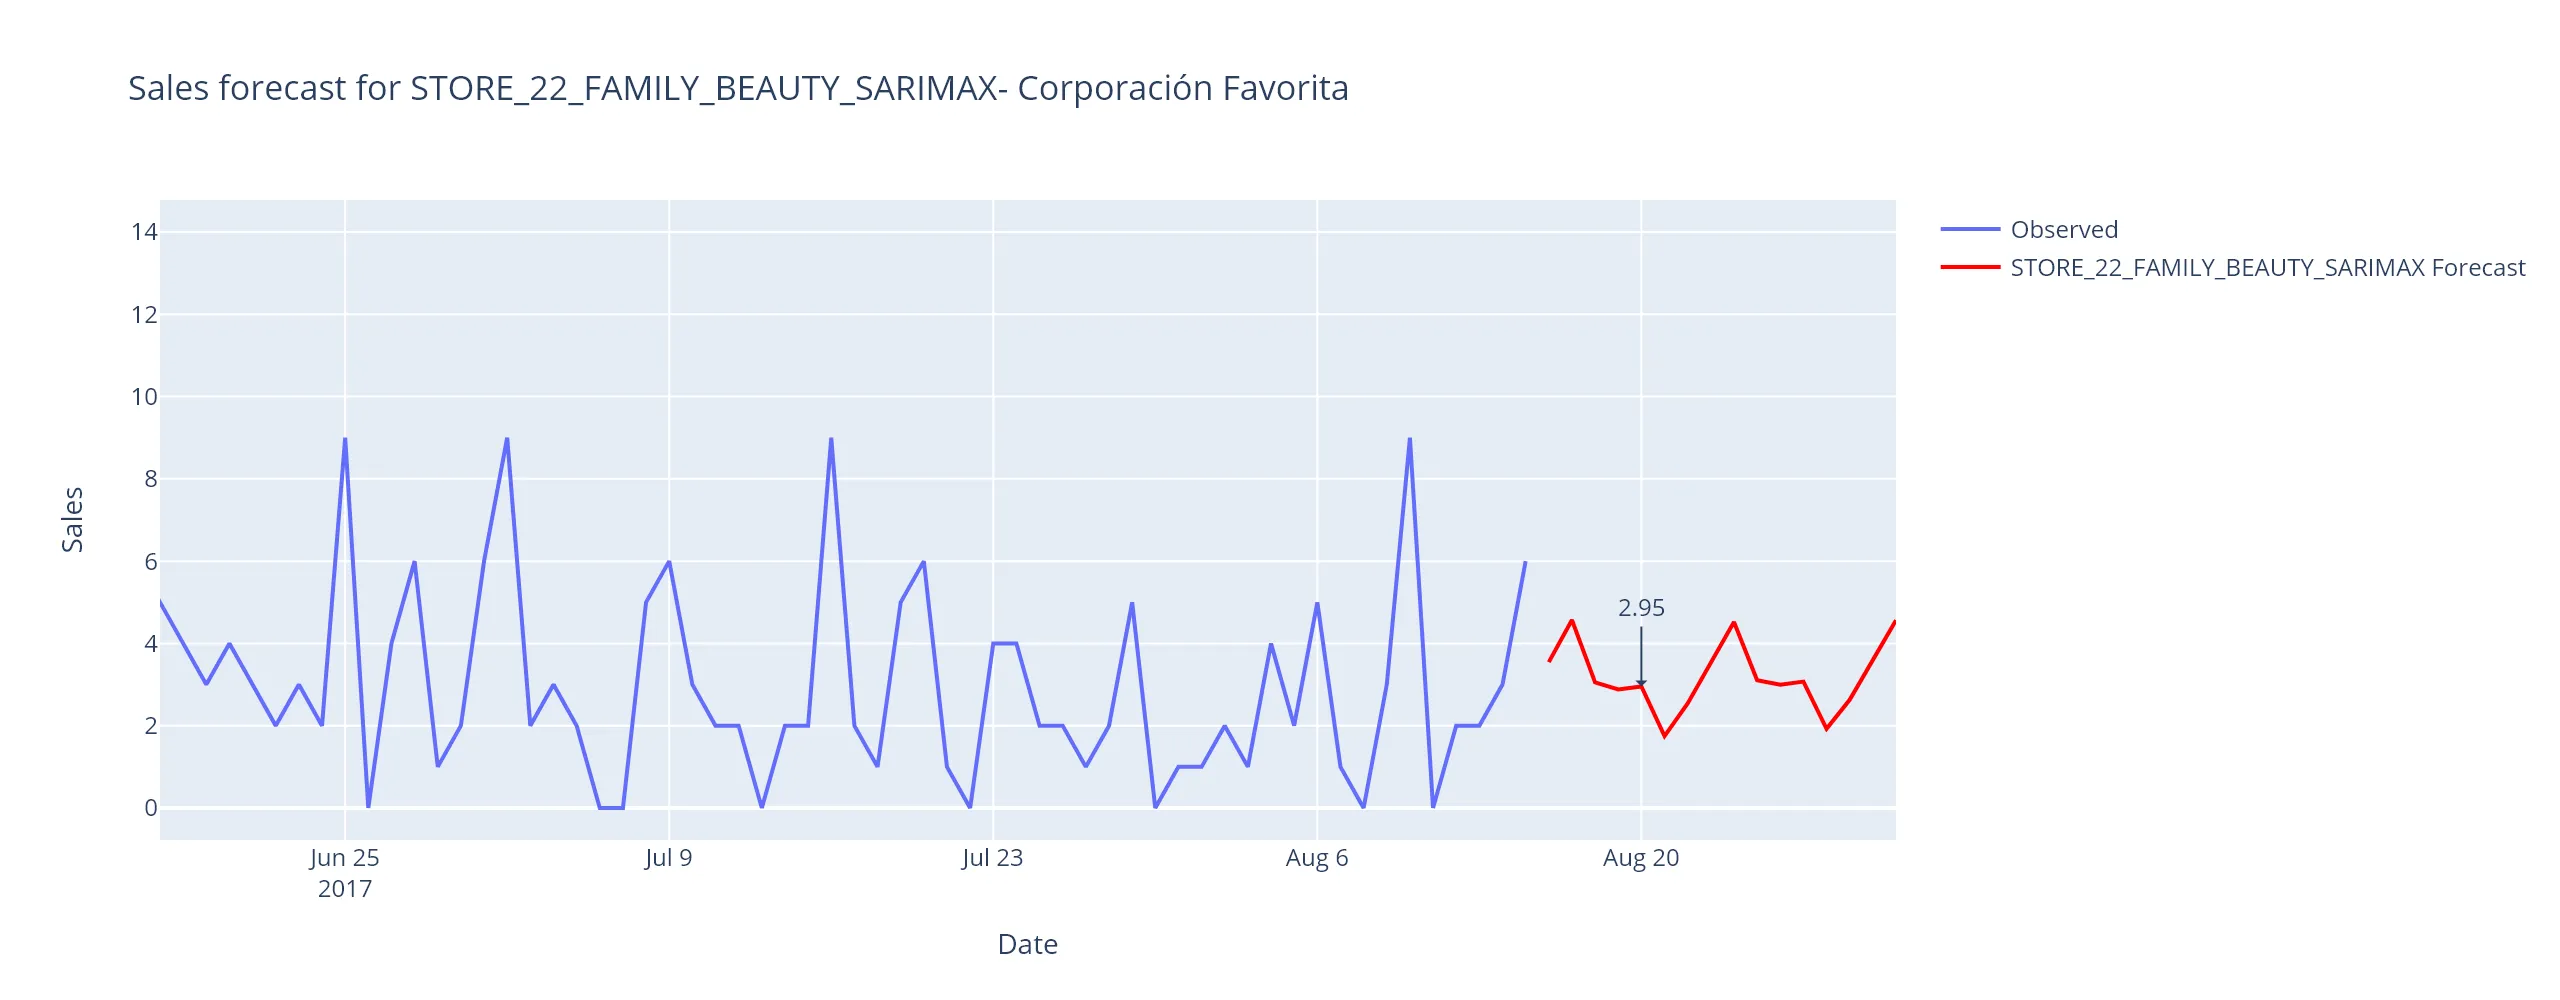 Sales forecast for STORE_22_FAMILY_BEAUTY_SARIMAX- Corporación Favorita
Observed
STORE_22_FAMILY_BEAUTY_SARIMAX Forecast
14
12
10
8
6
4
2
0
Sales
2.95
Jun 25
2017
Jul 9
Jul 23
Aug 6
Aug 20
Date